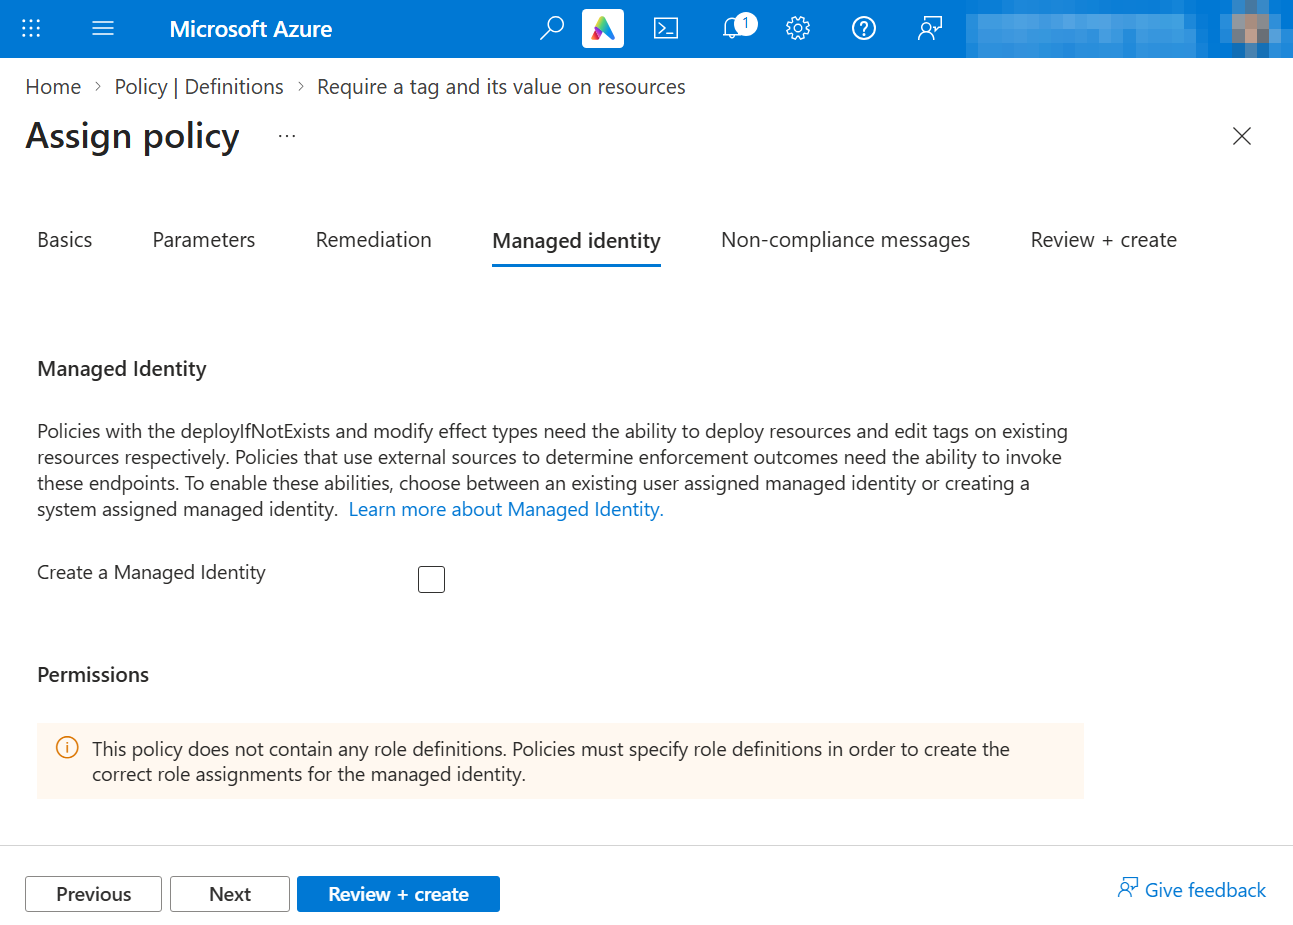 Microsoft Azure
1
Home > Policy | Definitions > Require a tag and its value on resources
Assign policy ...
Basics Parameters Remediation Managed identity Non-compliance messages Review + create
Managed Identity
Policies with the deployIfNotExists and modify effect types need the ability to deploy resources and edit tags on existing
resources respectively. Policies that use external sources to determine enforcement outcomes need the ability to invoke
these endpoints. To enable these abilities, choose between an existing user assigned managed identity or creating a
system assigned managed identity. Learn more about Managed Identity.
Create a Managed Identity
Permissions
This policy does not contain any role definitions. Policies must specify role definitions in order to create the
correct role assignments for the managed identity.
Previous Next Review + create Give feedback